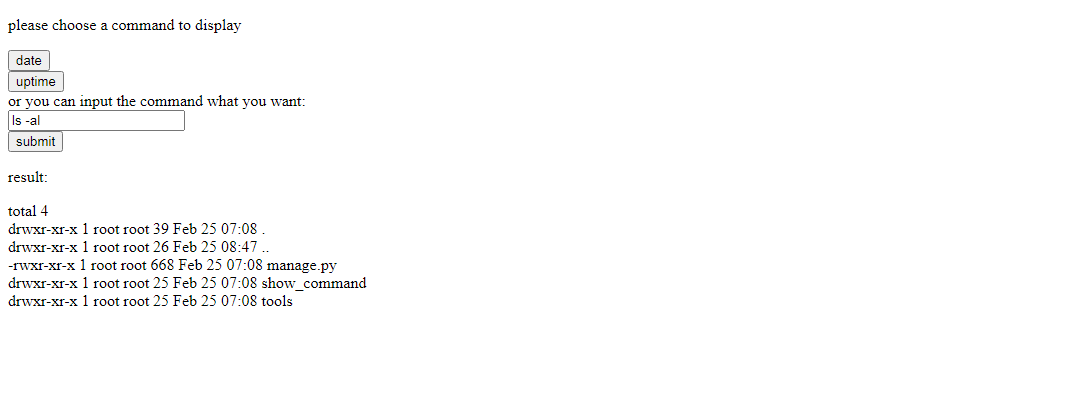 please choose a command to display
date
uptime
or you can input the command what you want:
ls -al
submit
result:
total 4
drwxr-xr-x 1 root root 39 Feb 25 07:08 .
drwxr-xr-x 1 root root 26 Feb 25 08:47 ..
-rwxr-xr-x 1 root root 668 Feb 25 07:08 manage.py
drwxr-xr-x 1 root root 25 Feb 25 07:08 show_command
drwxr-xr-x 1 root root 25 Feb 25 07:08 tools